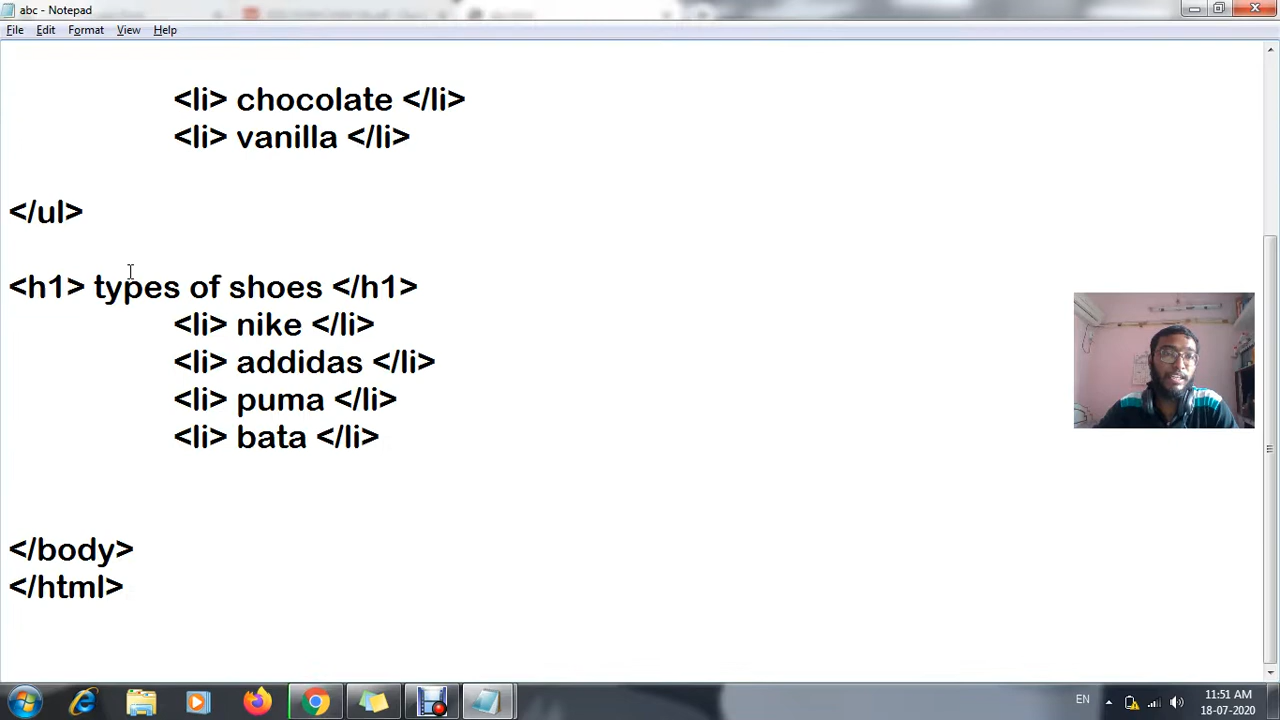 abc - Notepad
File Edit Format View Help
<li> chocolate </li>
<li> vanilla </li>
</ul>
<h1> types of shoes </h1>
<li> nike </li>
<li> addidas </li>
<li> puma </li>
<li> bata </li>
</body>
</html>
EN
11:51 AM
18-07-2020